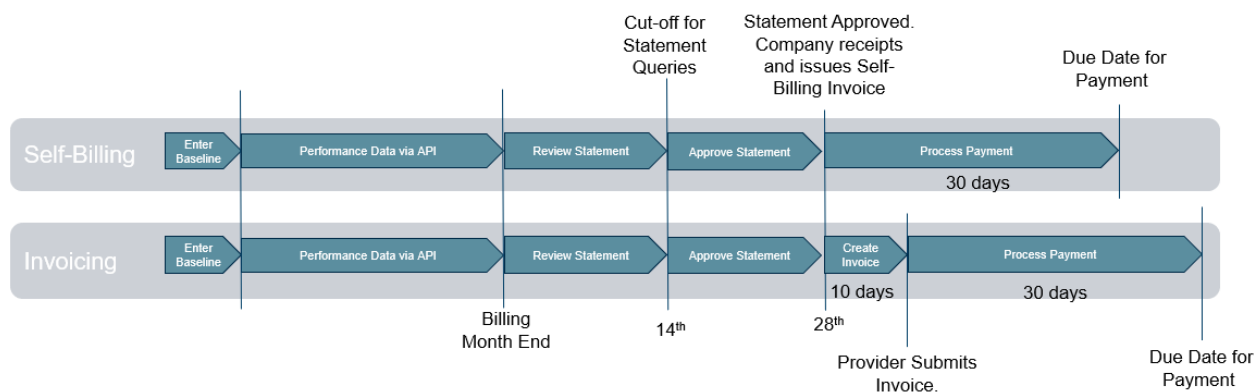 Cut-off for
Statement
Queries
Statement Approved.
Company receipts
and issues Self-
Billing Invoice
Due Date for
Payment
Self-Billing
Enter
Baseline
Performance Data via API
Review Statement
Approve Statement
Process Payment
30 days
Invoicing
Enter
Baseline
Performance Data via API
Review Statement
Approve Statement
Create
Invoice
Process Payment
10 days
30 days
Billing
Month End
14th
28th
Provider Submits
Invoice.
Due Date for
Payment